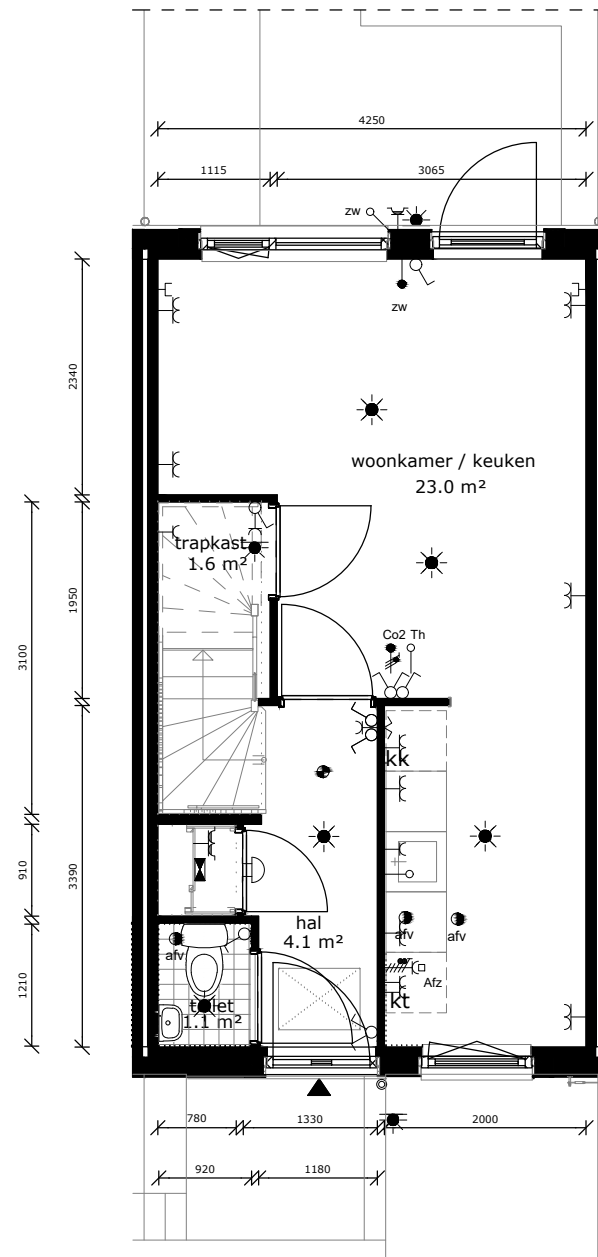 4250
1115
3065
zw
zw
2340
woonkamer / keuken
23.0 m²
trapkast
1.6 m²
1950
3100
Co2 Th
kk
910
3390
hal
4.1 m²
afv
afv
afv
Afz
1210
toilet
1.1 m²
kt
780
1330
2000
920
1180